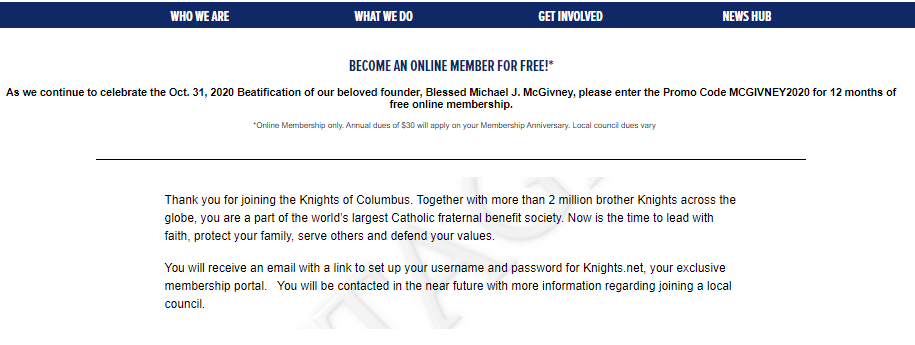 WHO WE ARE WHAT WE DO GET INVOLVED NEWS HUB
BECOME AN ONLINE MEMBER FOR FREE!*
As we continue to celebrate the Oct. 31, 2020 Beatification of our beloved founder, Blessed Michael J. McGivney, please enter the Promo Code MCGIVNEY2020 for 12 months of
free online membership.
*Online Membership only. Annual dues of $30 will apply on your Membership Anniversary. Local council dues vary
Thank you for joining the Knights of Columbus. Together with more than 2 million brother Knights across the
globe, you are a part of the world's largest Catholic fraternal benefit society. Now is the time to lead with
faith, protect your family, serve others and defend your values.
You will receive an email with a link to set up your username and password for Knights.net, your exclusive
membership portal. You will be contacted in the near future with more information regarding joining a local
council.